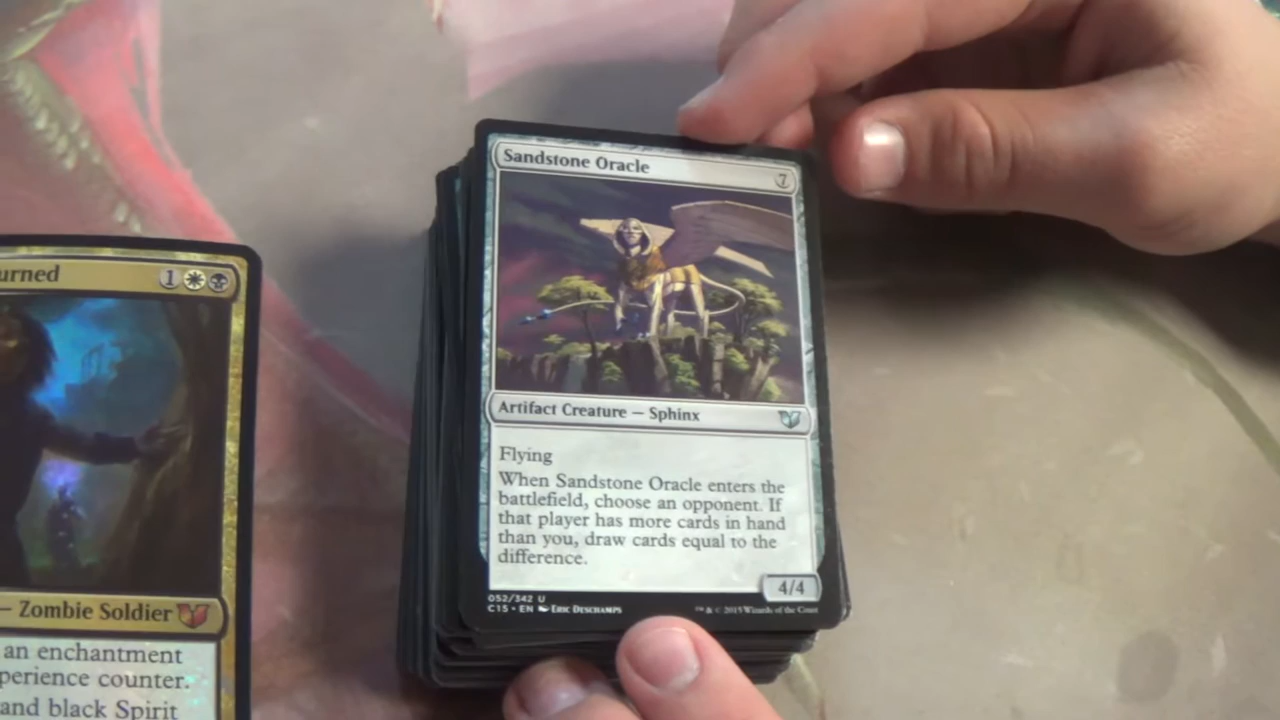 urned 1
– Zombie Soldier
an enchantment
perience counter.
and black Spirit
Sandstone Oracle 7
Artifact Creature – Sphinx
Flying
When Sandstone Oracle enters the
battlefield, choose an opponent. If
that player has more cards in hand
than you, draw cards equal to the
difference.
4/4
052/342 U
C15 • EN Eric Deschamps ™ & © 2015 Wizards of the Coast